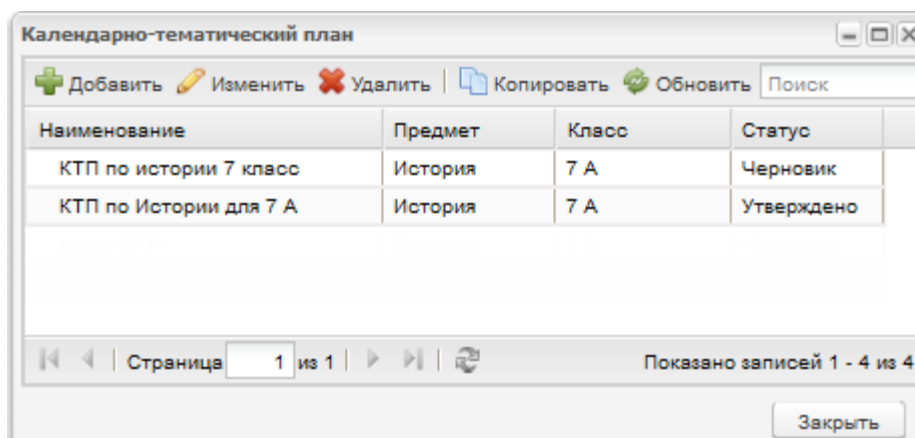 Календарно-тематический план
Добавить Изменить Удалить Копировать Обновить Поиск
Наименование Предмет Класс Статус
КТП по истории 7 класс История 7 А Черновик
КТП по Истории для 7 А История 7 А Утверждено
Страница 1 из 1 Показано записей 1 - 4 из 4
Закрыть